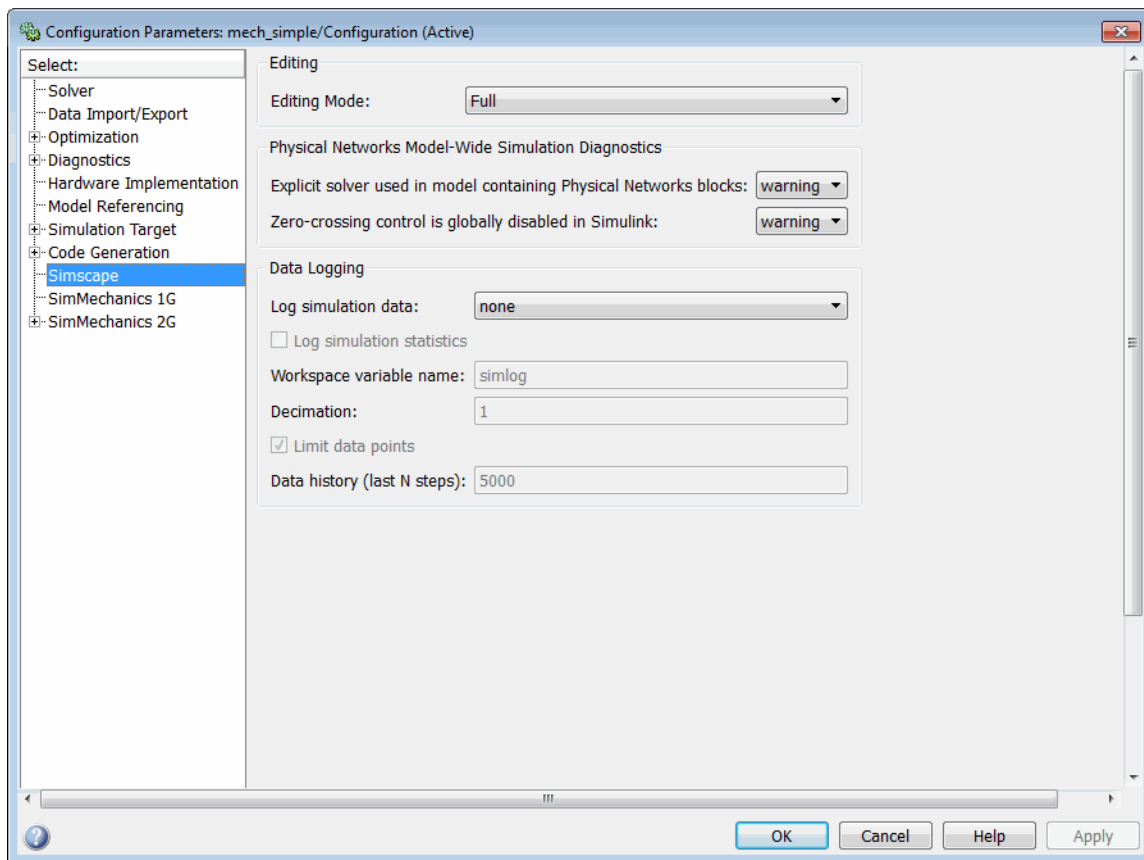 Configuration Parameters: mech_simple/Configuration (Active)
Select:
Solver
Data Import/Export
Optimization
Diagnostics
Hardware Implementation
Model Referencing
Simulation Target
Code Generation
Simscape
SimMechanics 1G
SimMechanics 2G
Editing
Editing Mode: Full
Physical Networks Model-Wide Simulation Diagnostics
Explicit solver used in model containing Physical Networks blocks: warning
Zero-crossing control is globally disabled in Simulink: warning
Data Logging
Log simulation data: none
Log simulation statistics
Workspace variable name: simlog
Decimation: 1
Limit data points
Data history (last N steps): 5000
OK Cancel Help Apply